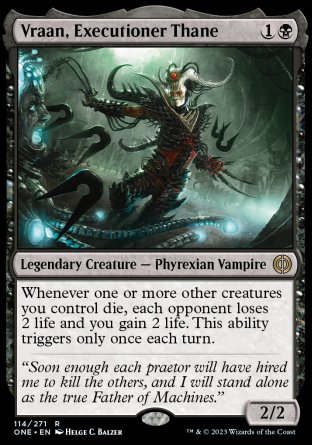 Vraan, Executioner Thane 1
Legendary Creature — Phyrexian Vampire
Whenever one or more other creatures
you control die, each opponent loses
2 life and you gain 2 life. This ability
triggers only once each turn.
“Soon enough each praetor will have hired
me to kill the others, and I will stand alone
as the true Father of Machines.”
2/2
114/271 R
ONE • EN Helge C. Balzer
™ & © 2023 Wizards of the Coast